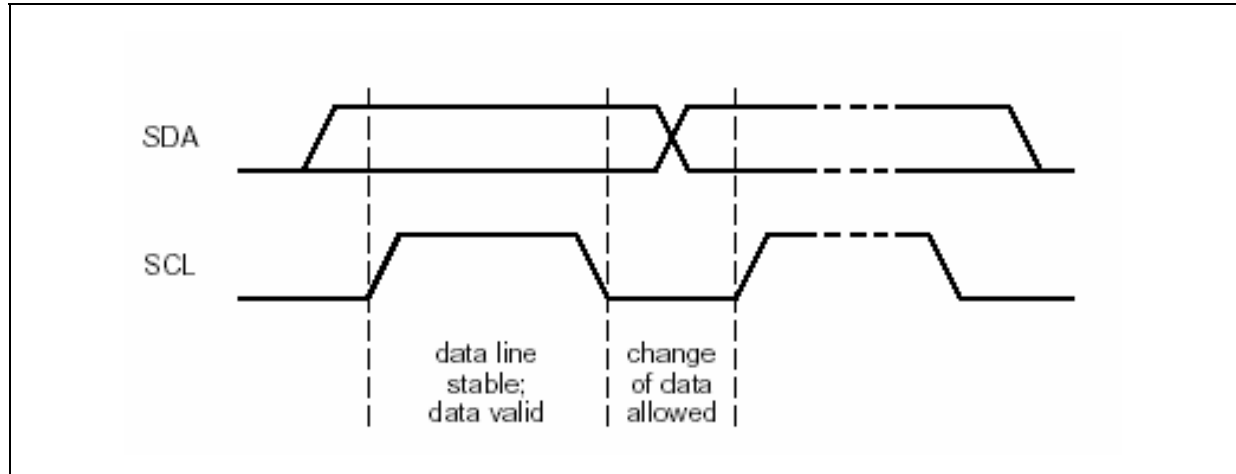 SDA
SCL
data line
stable;
data valid
change
of data
allowed